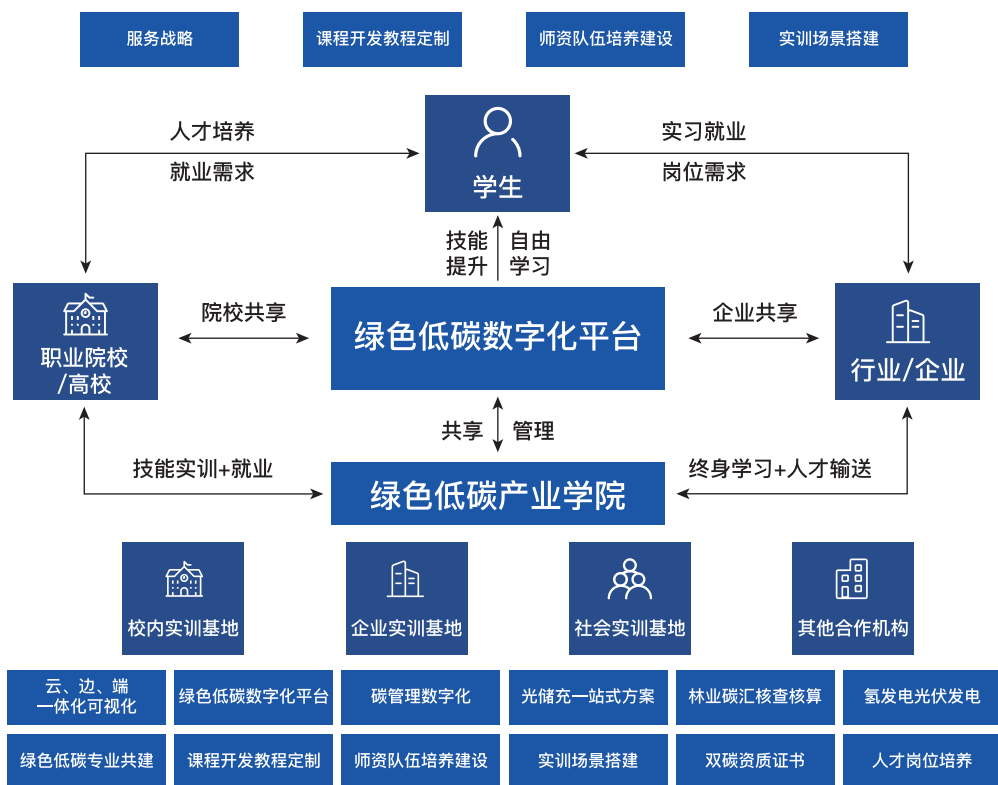 服务战略
课程开发教程定制
师资队伍培养建设
实训场景搭建
人才培养
就业需求
学生
实习就业
岗位需求
技能
提升
自由
学习
职业院校
/高校
院校共享
绿色低碳数字化平台
企业共享
行业/企业
共享
管理
技能实训+就业
绿色低碳产业学院
终身学习+人才输送
校内实训基地
企业实训基地
社会实训基地
其他合作机构
云、边、端
一体化可视化
绿色低碳数字化平台
碳管理数字化
光储充一站式方案
林业碳汇核查核算
氢发电光伏发电
绿色低碳专业共建
课程开发教程定制
师资队伍培养建设
实训场景搭建
双碳资质证书
人才岗位培养